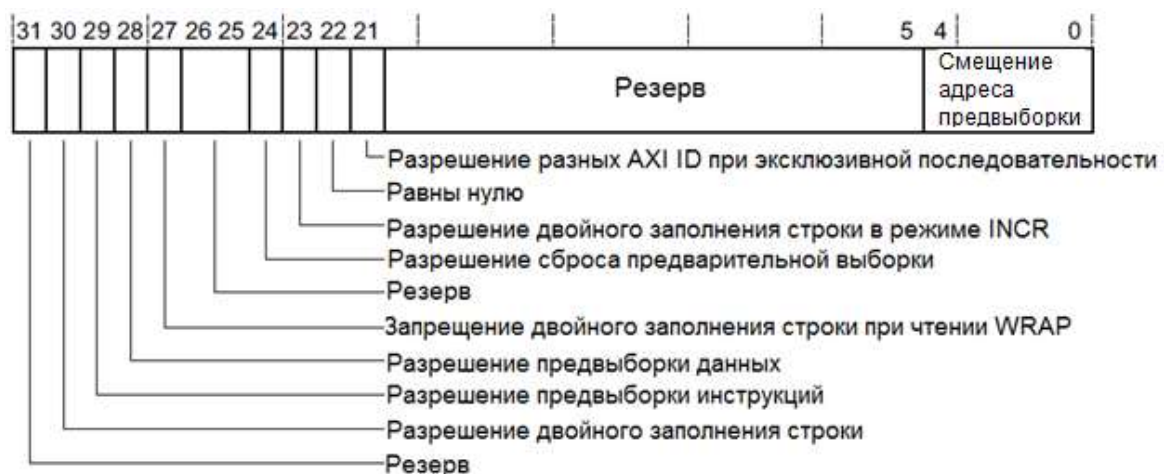 31 30 29 28 27 26 25 24 23 22 21 5 4 0
Резерв
Смещение
адреса
предвыборки
Разрешение разных AXI ID при эксклюзивной последовательности
Равны нулю
Разрешение двойного заполнения строки в режиме INCR
Разрешение сброса предварительной выборки
Резерв
Запрещение двойного заполнения строки при чтении WRAP
Разрешение предвыборки данных
Разрешение предвыборки инструкций
Разрешение двойного заполнения строки
Резерв